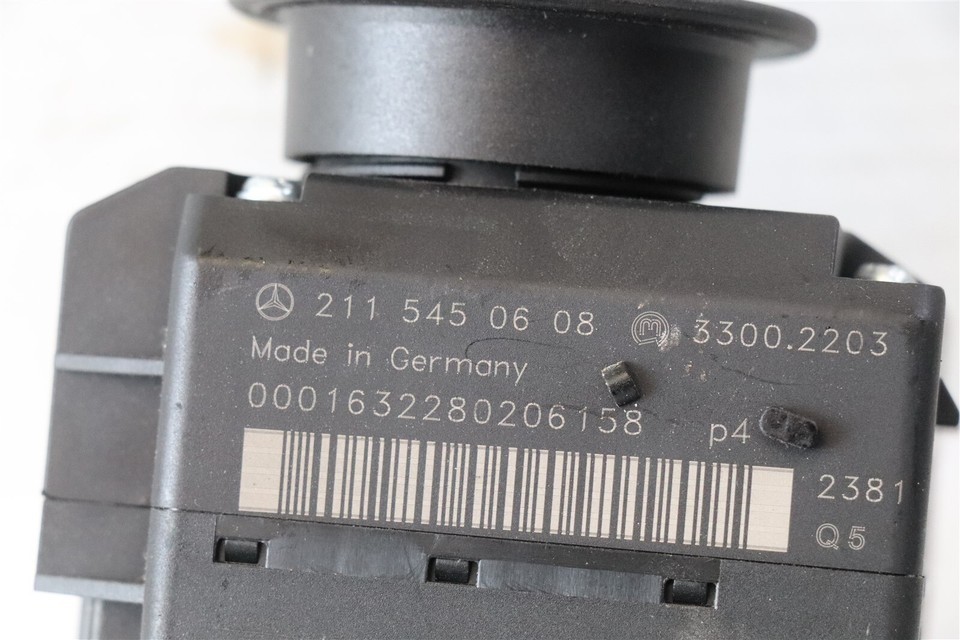 211 545 06 08 M 3300.2203
Made in Germany
0001632280206158 p4
2381
Q5